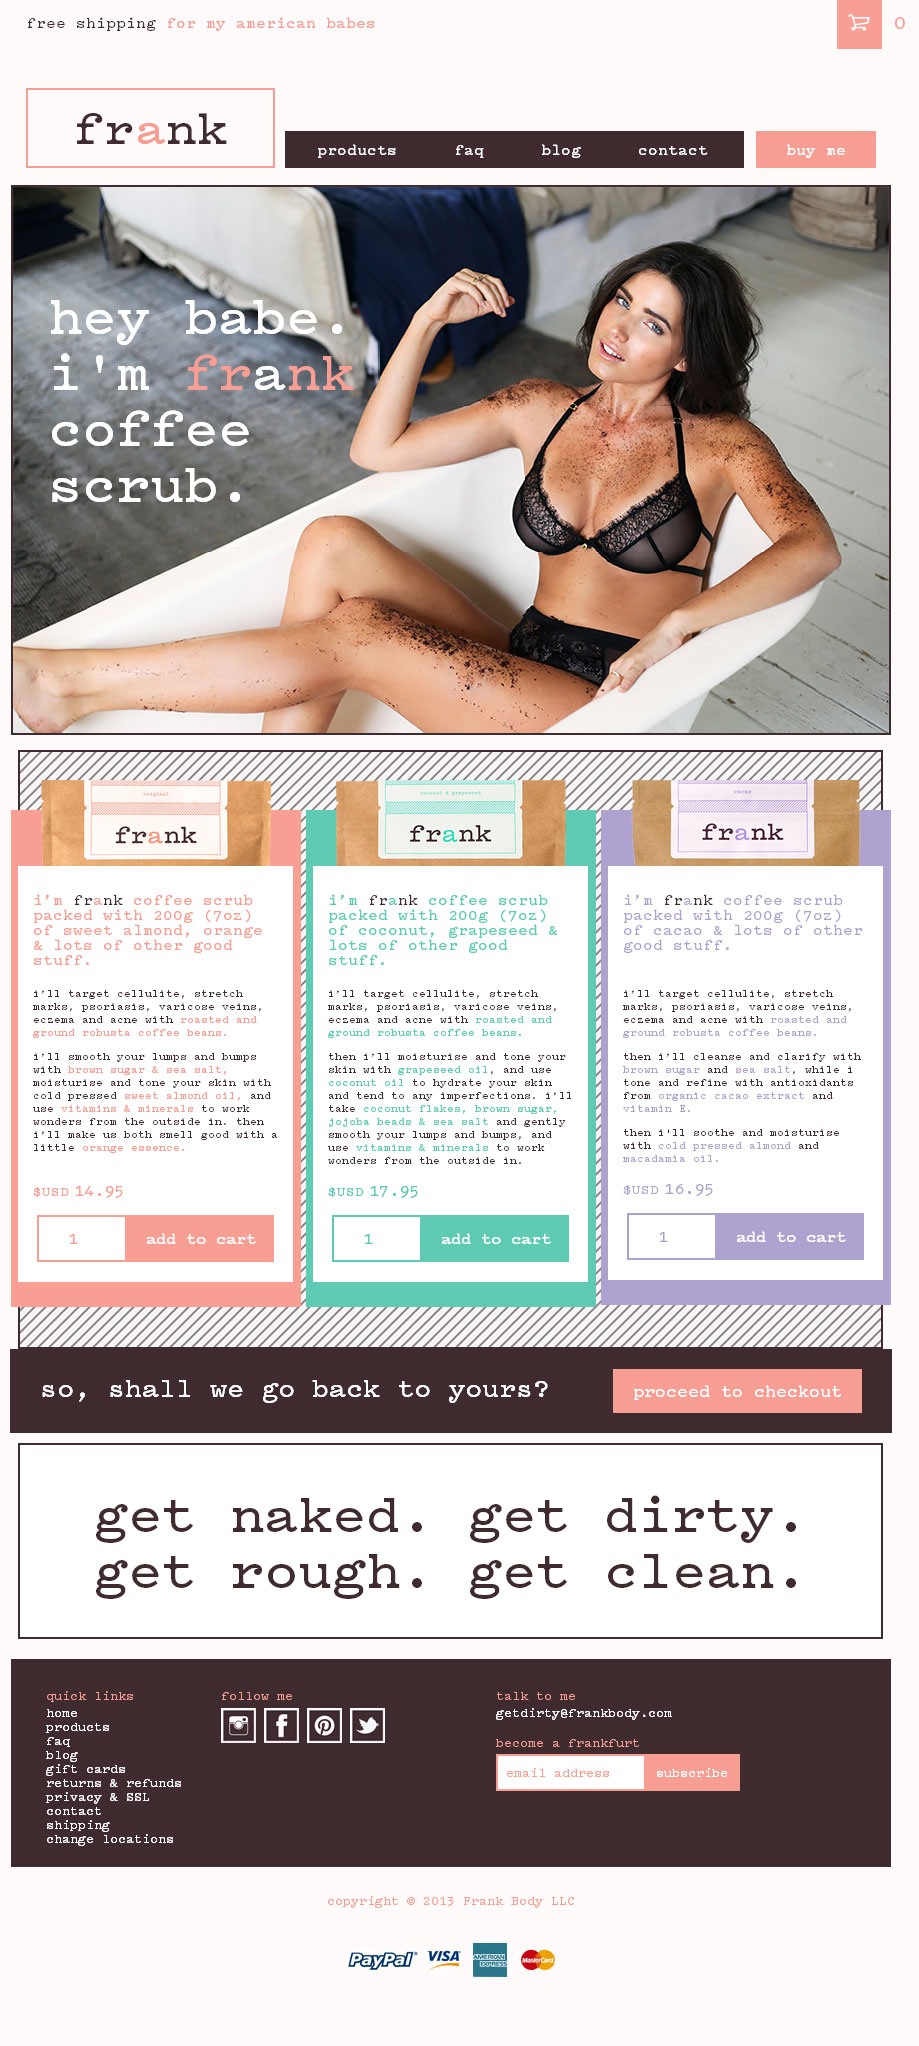 free shipping for my american babes
0
frank
products faq blog contact buy me
hey babe.
i'm frank
coffee
scrub.
original
frank
coconut & grapeseed
frank
cacao
frank
i'm frank coffee scrub
packed with 200g (7oz)
of sweet almond, orange
& lots of other good
stuff.
i'll target cellulite, stretch
marks, psoriasis, varicose veins,
eczema and acne with roasted and
ground robusta coffee beans.
i'll smooth your lumps and bumps
with brown sugar & sea salt,
moisturise and tone your skin with
cold pressed sweet almond oil, and
use vitamins & minerals to work
wonders from the outside in. then
i'll make us both smell good with a
little orange essence.
$USD 14.95
1 add to cart
i'm frank coffee scrub
packed with 200g (7oz)
of coconut, grapeseed &
lots of other good
stuff.
i'll target cellulite, stretch
marks, psoriasis, varicose veins,
eczema and acne with roasted and
ground robusta coffee beans.
then i'll moisturise and tone your
skin with grapeseed oil, and use
coconut oil to hydrate your skin
and tend to any imperfections. i'll
take coconut flakes, brown sugar,
jojoba beads & sea salt and gently
smooth your lumps and bumps, and
use vitamins & minerals to work
wonders from the outside in.
$USD 17.95
1 add to cart
i'm frank coffee scrub
packed with 200g (7oz)
of cacao & lots of other
good stuff.
i'll target cellulite, stretch
marks, psoriasis, varicose veins,
eczema and acne with roasted and
ground robusta coffee beans.
then i'll cleanse and clarify with
brown sugar and sea salt, while i
tone and refine with antioxidants
from organic cacao extract and
vitamin E.
then i'll soothe and moisturise
with cold pressed almond and
macadamia oil.
$USD 16.95
1 add to cart
so, shall we go back to yours?
proceed to checkout
get naked. get dirty.
get rough. get clean.
quick links
home
products
faq
blog
gift cards
returns & refunds
privacy & SSL
contact
shipping
change locations
follow me
talk to me
getdirty@frankbody.com
become a frankfurt
email address subscribe
copyright © 2013 Frank Body LLC
PayPal VISA AMERICAN EXPRESS MasterCard